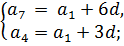 a₇ = a₁ + 6d,
a₄ = a₁ + 3d;